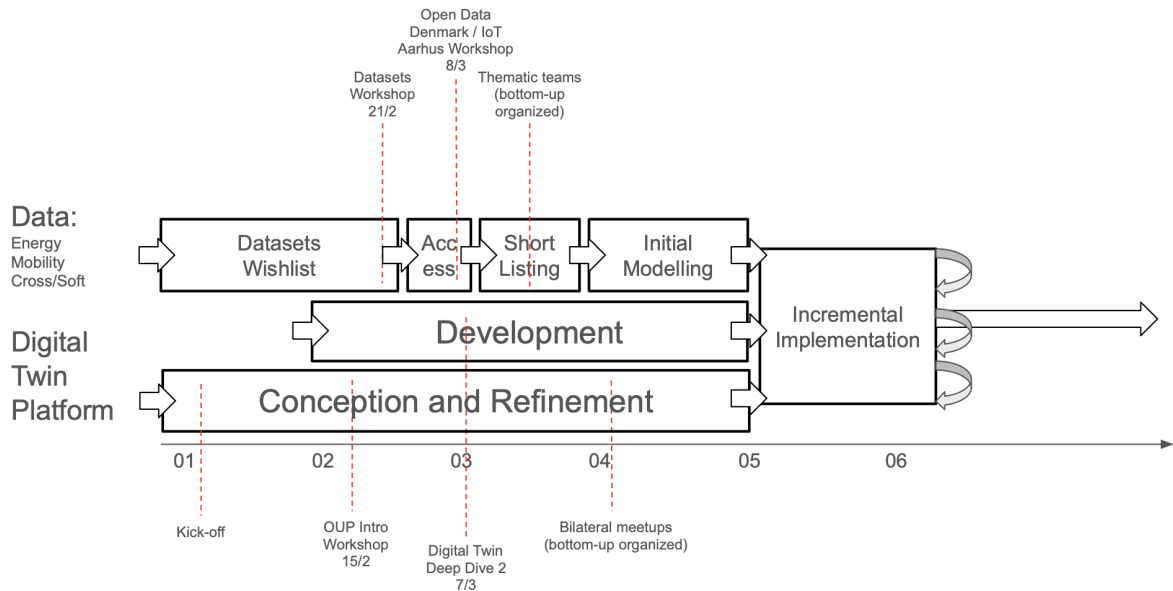 Open Data
Denmark / IoT
Aarhus Workshop
8/3
Datasets
Workshop
21/2
Thematic teams
(bottom-up
organized)
Data:
Energy
Mobility
Cross/Soft
Datasets
Wishlist
Acc
ess
Short
Listing
Initial
Modelling
Incremental
Implementation
Digital
Twin
Platform
Development
Conception and Refinement
01
02
03
04
05
06
Kick-off
OUP Intro
Workshop
15/2
Digital Twin
Deep Dive 2
7/3
Bilateral meetups
(bottom-up organized)